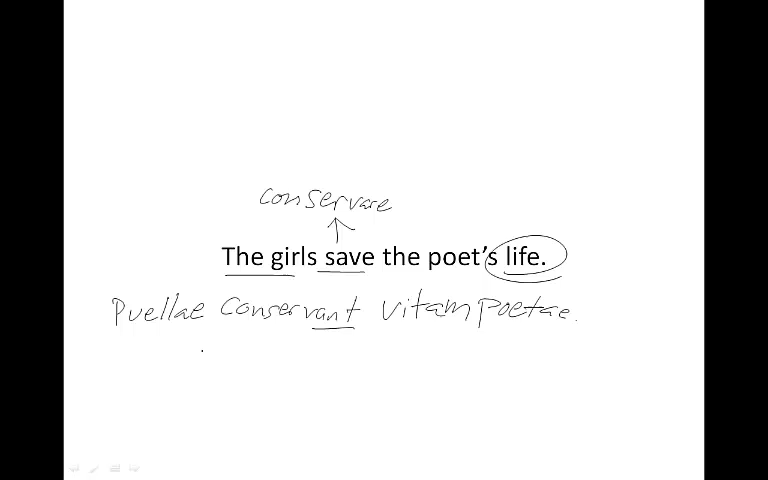 conservare
The girls save the poet's life.
Puellae conservant vitam poetae.